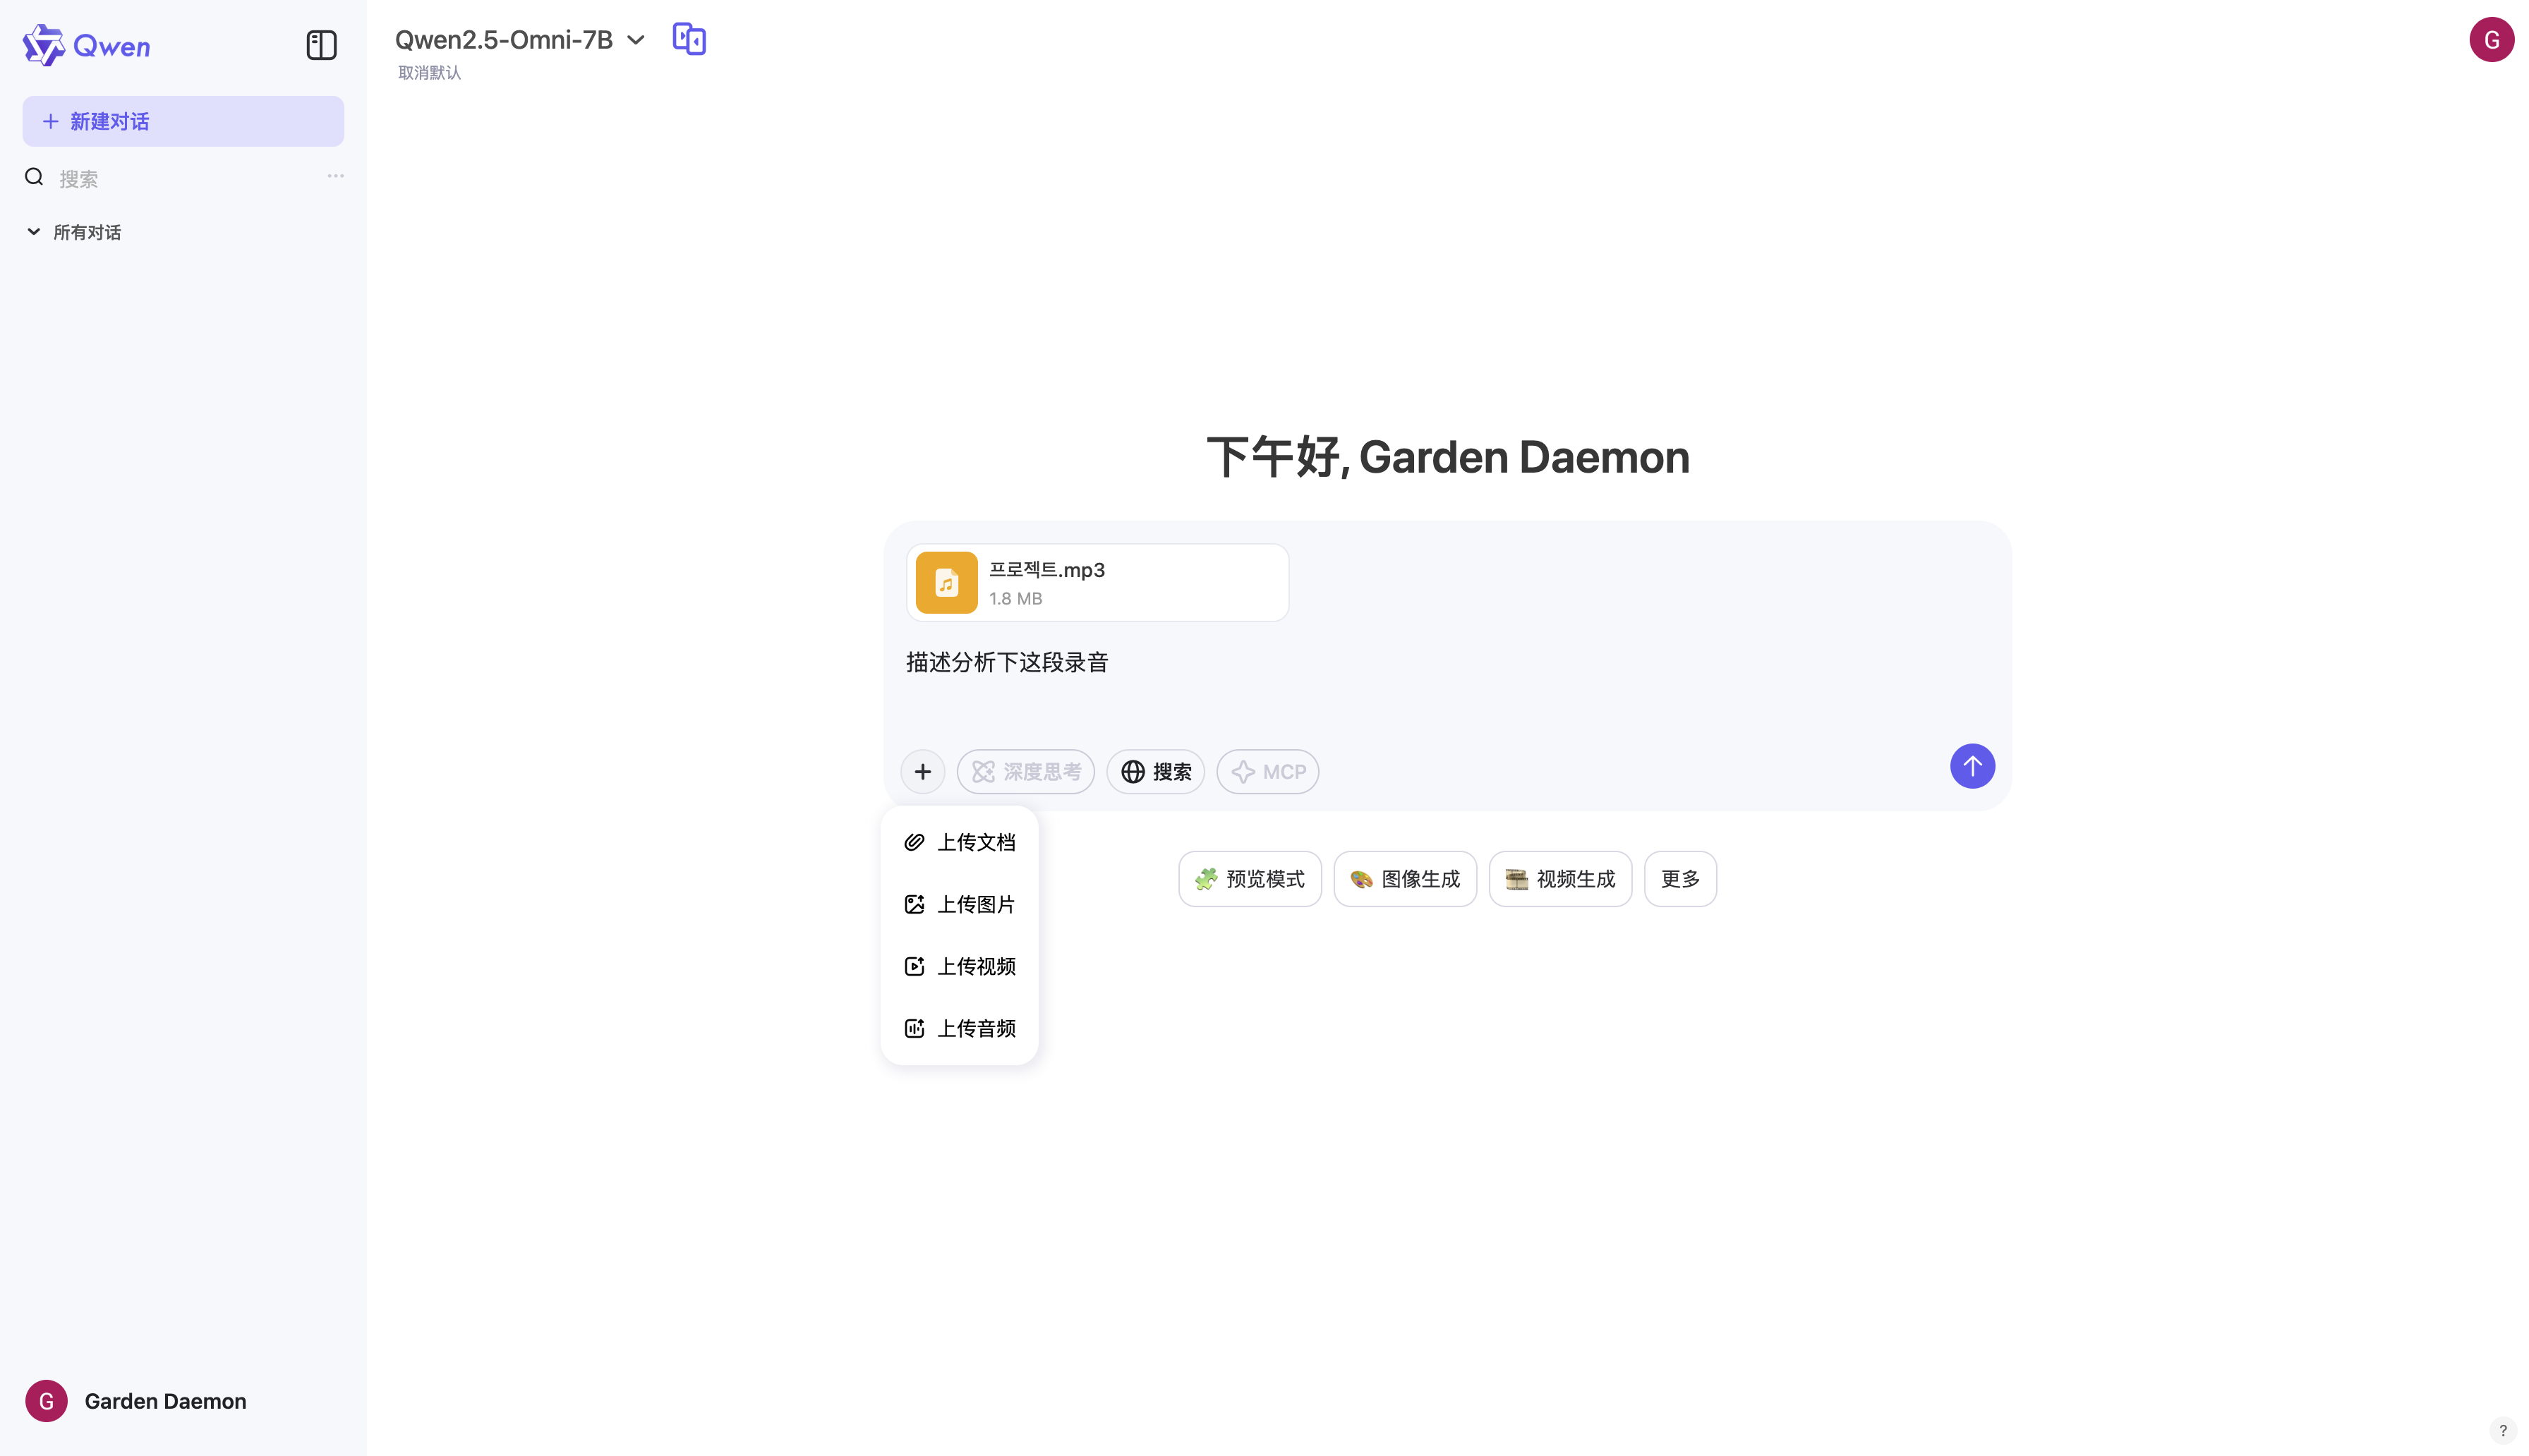 Qwen
新建对话
搜索
所有对话
Qwen2.5-Omni-7B
取消默认
G
下午好, Garden Daemon
프로젝트.mp3
1.8 MB
描述分析下这段录音
深度思考
搜索
MCP
上传文档
上传图片
上传视频
上传音频
预览模式
图像生成
视频生成
更多
G
Garden Daemon
?